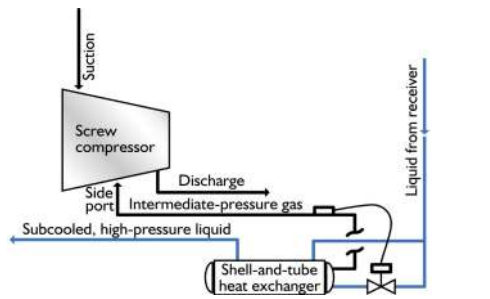 Suction
Screw
compressor
Side
port
Discharge
Intermediate-pressure gas
Liquid from receiver
Subcooled, high-pressure liquid
Shell-and-tube
heat exchanger